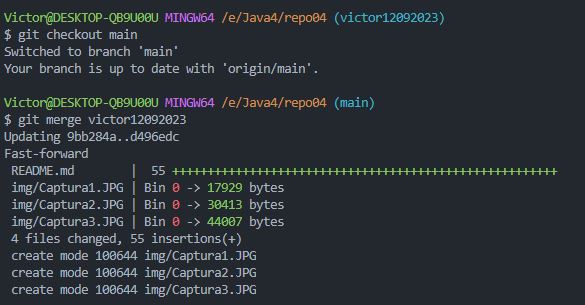 Victor@DESKTOP-QB9U00U MINGW64 /e/Java4/repo04 (victor12092023)
$ git checkout main
Switched to branch 'main'
Your branch is up to date with 'origin/main'.
Victor@DESKTOP-QB9U00U MINGW64 /e/Java4/repo04 (main)
$ git merge victor12092023
Updating 9bb284a..d496edc
Fast-forward
README.md | 55 +++++++++++++++++++++++++++++++++++++++++++++++++++++++
img/Captura1.JPG | Bin 0 -> 17929 bytes
img/Captura2.JPG | Bin 0 -> 30413 bytes
img/Captura3.JPG | Bin 0 -> 44007 bytes
4 files changed, 55 insertions(+)
create mode 100644 img/Captura1.JPG
create mode 100644 img/Captura2.JPG
create mode 100644 img/Captura3.JPG